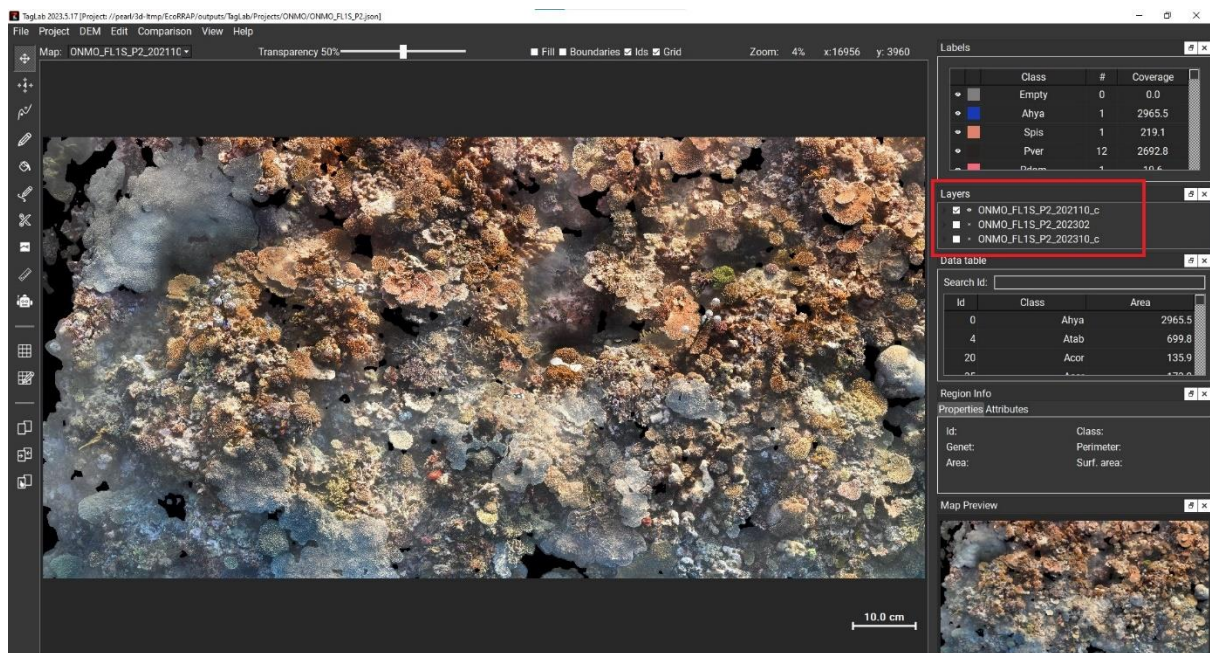 TagLab 2023.5.17 [Project: //pearl/3d-ltmp/EcoRRAP/outputs/TagLab/Projects/ONMO/ONMO_FL1S_P2.json]
File Project DEM Edit Comparison View Help
Map: ONMO_FL1S_P2_20211C Transparency 50% Fill Boundaries Ids Grid Zoom: 4% x:16956 y: 3960
Labels
Class # Coverage
Empty 0 0.0
Ahya 1 2965.5
Spis 1 219.1
Pver 12 2692.8
Layers
ONMO_FL1S_P2_202110_c
ONMO_FL1S_P2_202302
ONMO_FL1S_P2_202310_c
Data table
Search Id:
Id Class Area
0 Ahya 2965.5
4 Atab 699.8
20 Acor 135.9
Region Info
Properties Attributes
Id: Class:
Genet: Perimeter:
Area: Surf. area:
Map Preview
10.0 cm